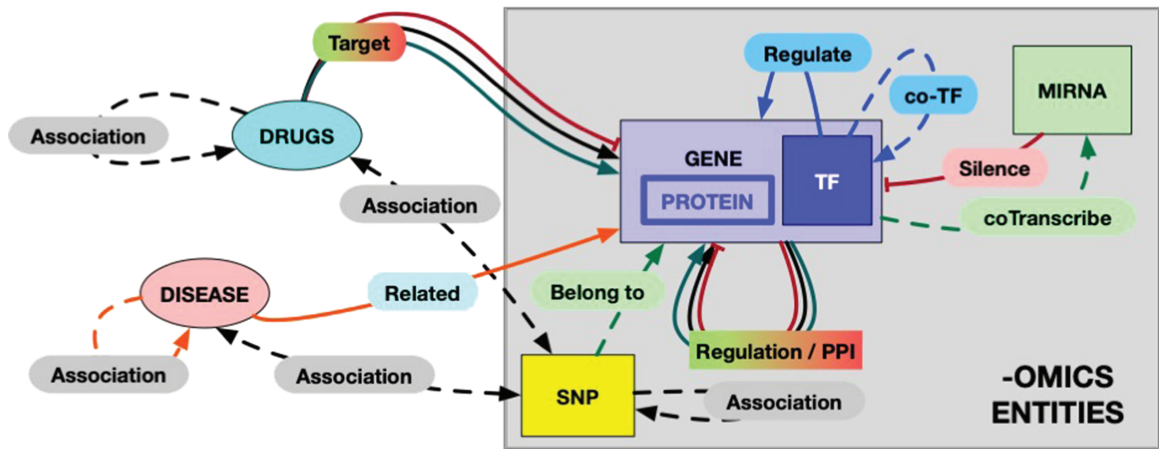 Target
Regulate
co-TF
MIRNA
Association
DRUGS
GENE
PROTEIN
TF
Silence
coTranscribe
Association
DISEASE
Related
Belong to
Association
Association
Regulation / PPI
SNP
Association
-OMICS
ENTITIES